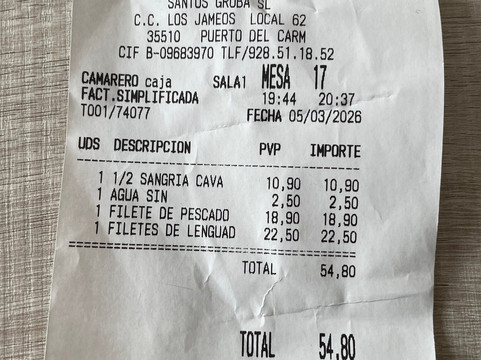 SANTOS GROBA SL
C.C. LOS JAMEOS LOCAL 62
35510 PUERTO DEL CARM
CIF B-09683970 TLF/928.51.18.52
CAMARERO caja SALA1 MESA 17
FACT.SIMPLIFICADA 19:44 20:37
T001/74077 FECHA 05/03/2026
UDS DESCRIPCION PVP IMPORTE
1 1/2 SANGRIA CAVA 10,90 10,90
1 AGUA SIN 2,50 2,50
1 FILETE DE PESCADO 18,90 18,90
1 FILETES DE LENGUAD 22,50 22,50
TOTAL 54,80
TOTAL 54,80